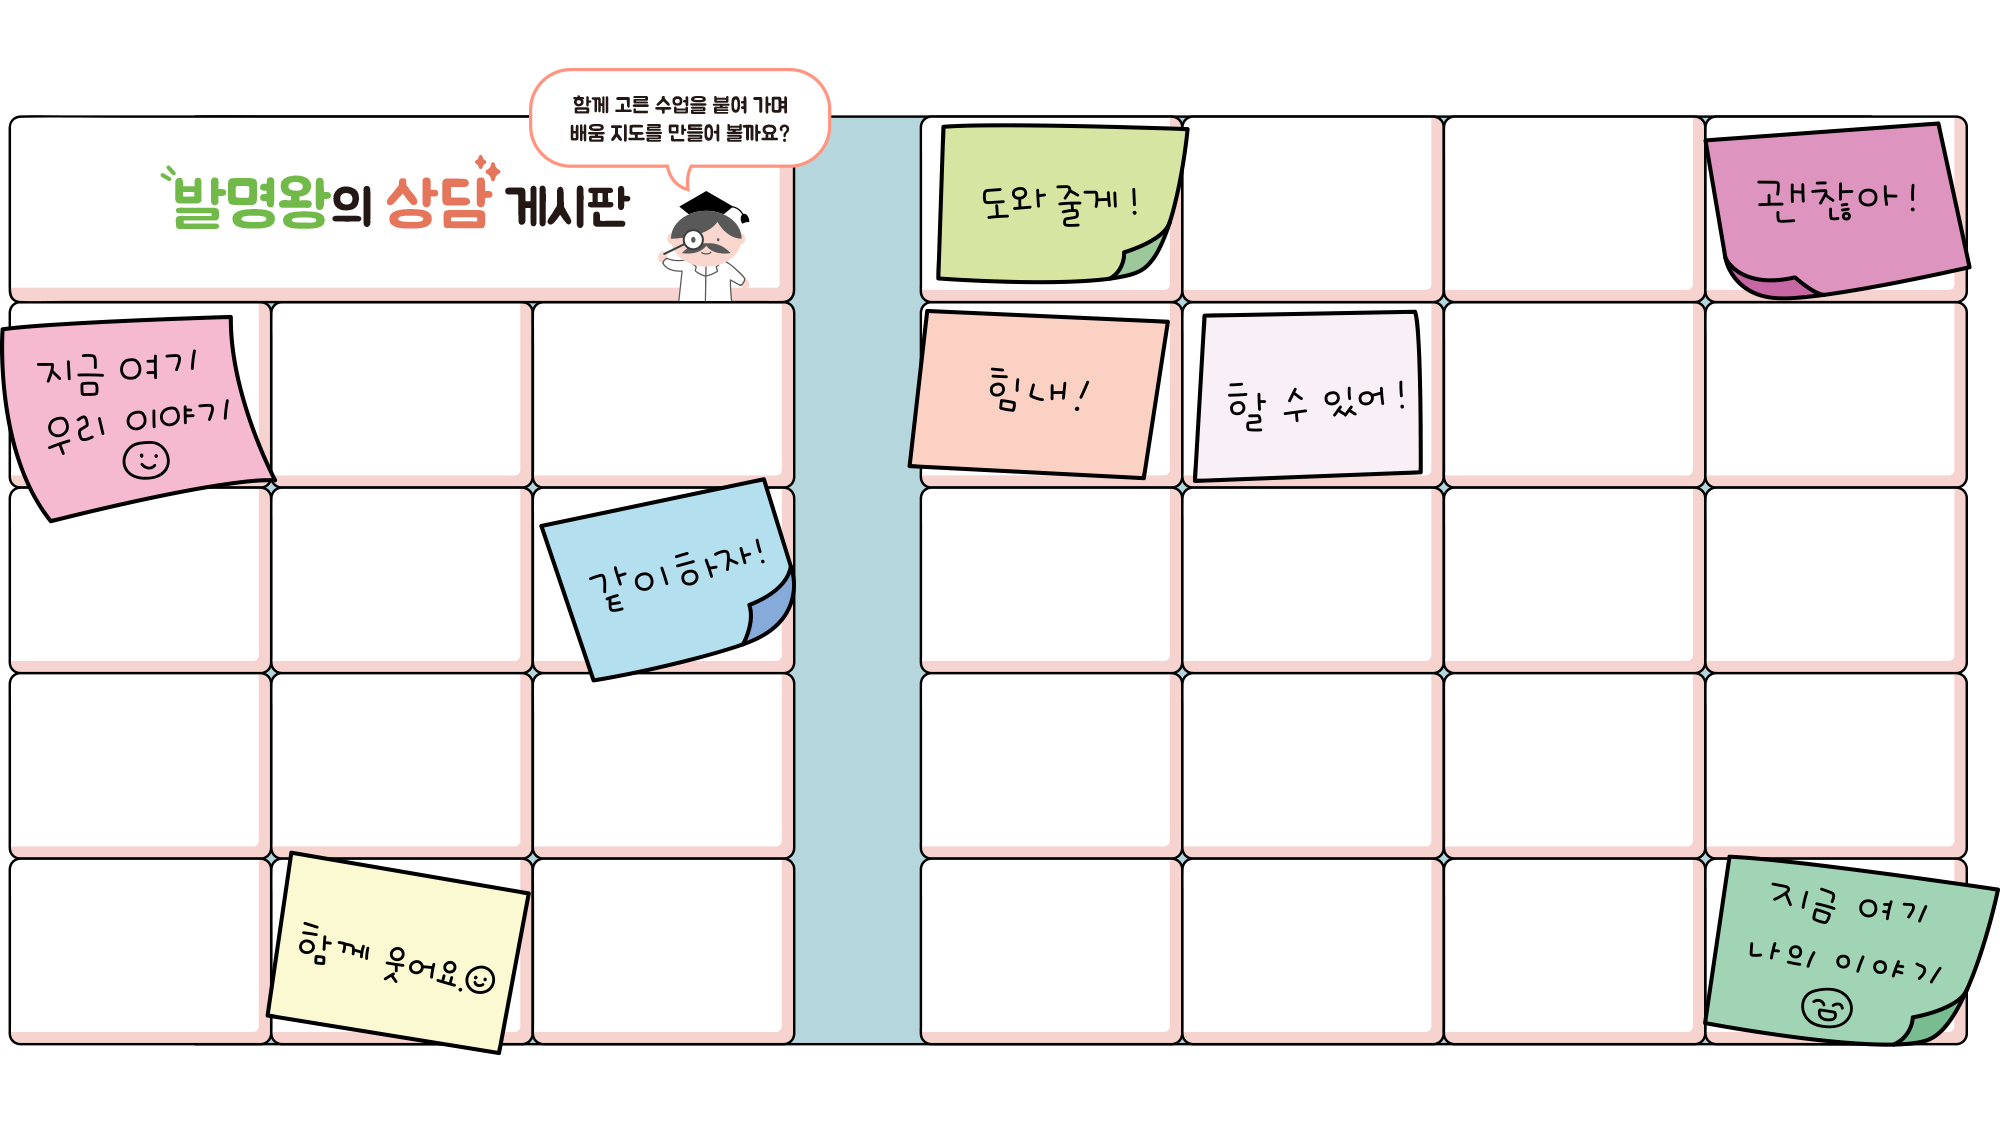 함께 고른 수업을 붙여 가며
배움 지도를 만들어 볼까요?
발명왕의 상담 게시판
도와 줄게!
괜찮아!
지금 여기
우리 이야기
힘내!
할 수 있어!
같이하자!
함께 웃어요.
지금 여기
나의 이야기